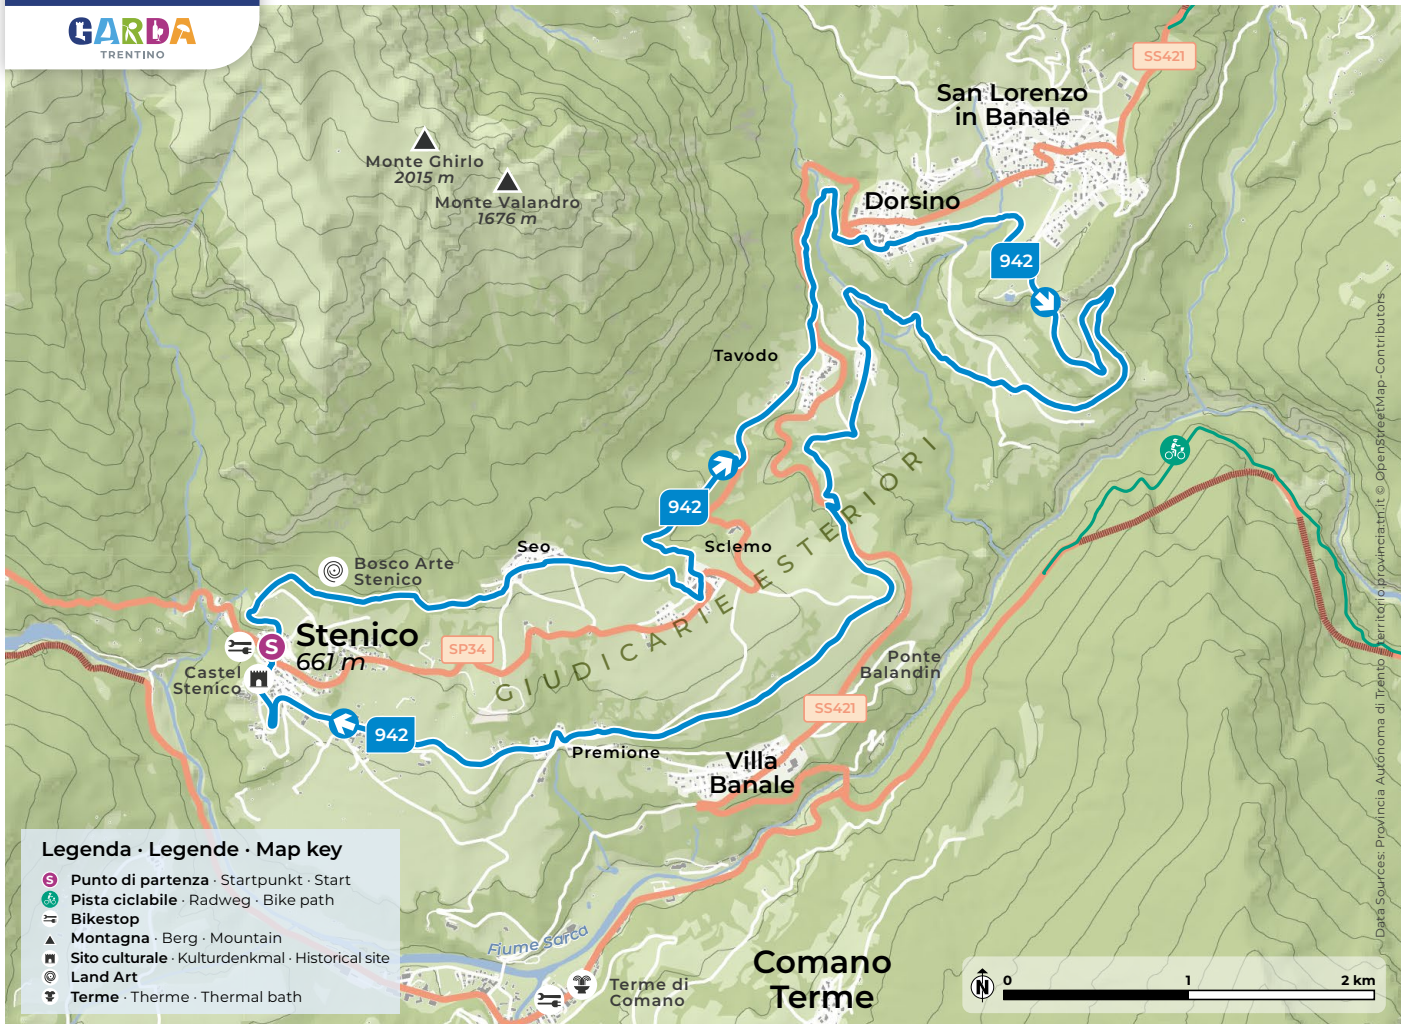 GARDA
TRENTINO
SS421
San Lorenzo
in Banale
Monte Ghirlo
2015 m
Monte Valandro
1676 m
Dorsino
942
Tavodo
942
Sclemo
Seo
Bosco Arte
Stenico
GIUDICARIE ESTERIORI
S
Stenico
661 m
SP34
Castel
Stenico
Ponte
Balandin
SS421
942
Premione
Villa
Banale
Legenda · Legende · Map key
S Punto di partenza · Startpunkt · Start
Pista ciclabile · Radweg · Bike path
Bikestop
Montagna · Berg · Mountain
Sito culturale · Kulturdenkmal · Historical site
Land Art
Terme · Therme · Thermal bath
Fiume Sarca
Terme di
Comano
Comano
Terme
N
0 1 2 km
Data Sources: Provincia Autonoma di Trento - territorio.provincia.tn.it © OpenStreetMap-Contributors